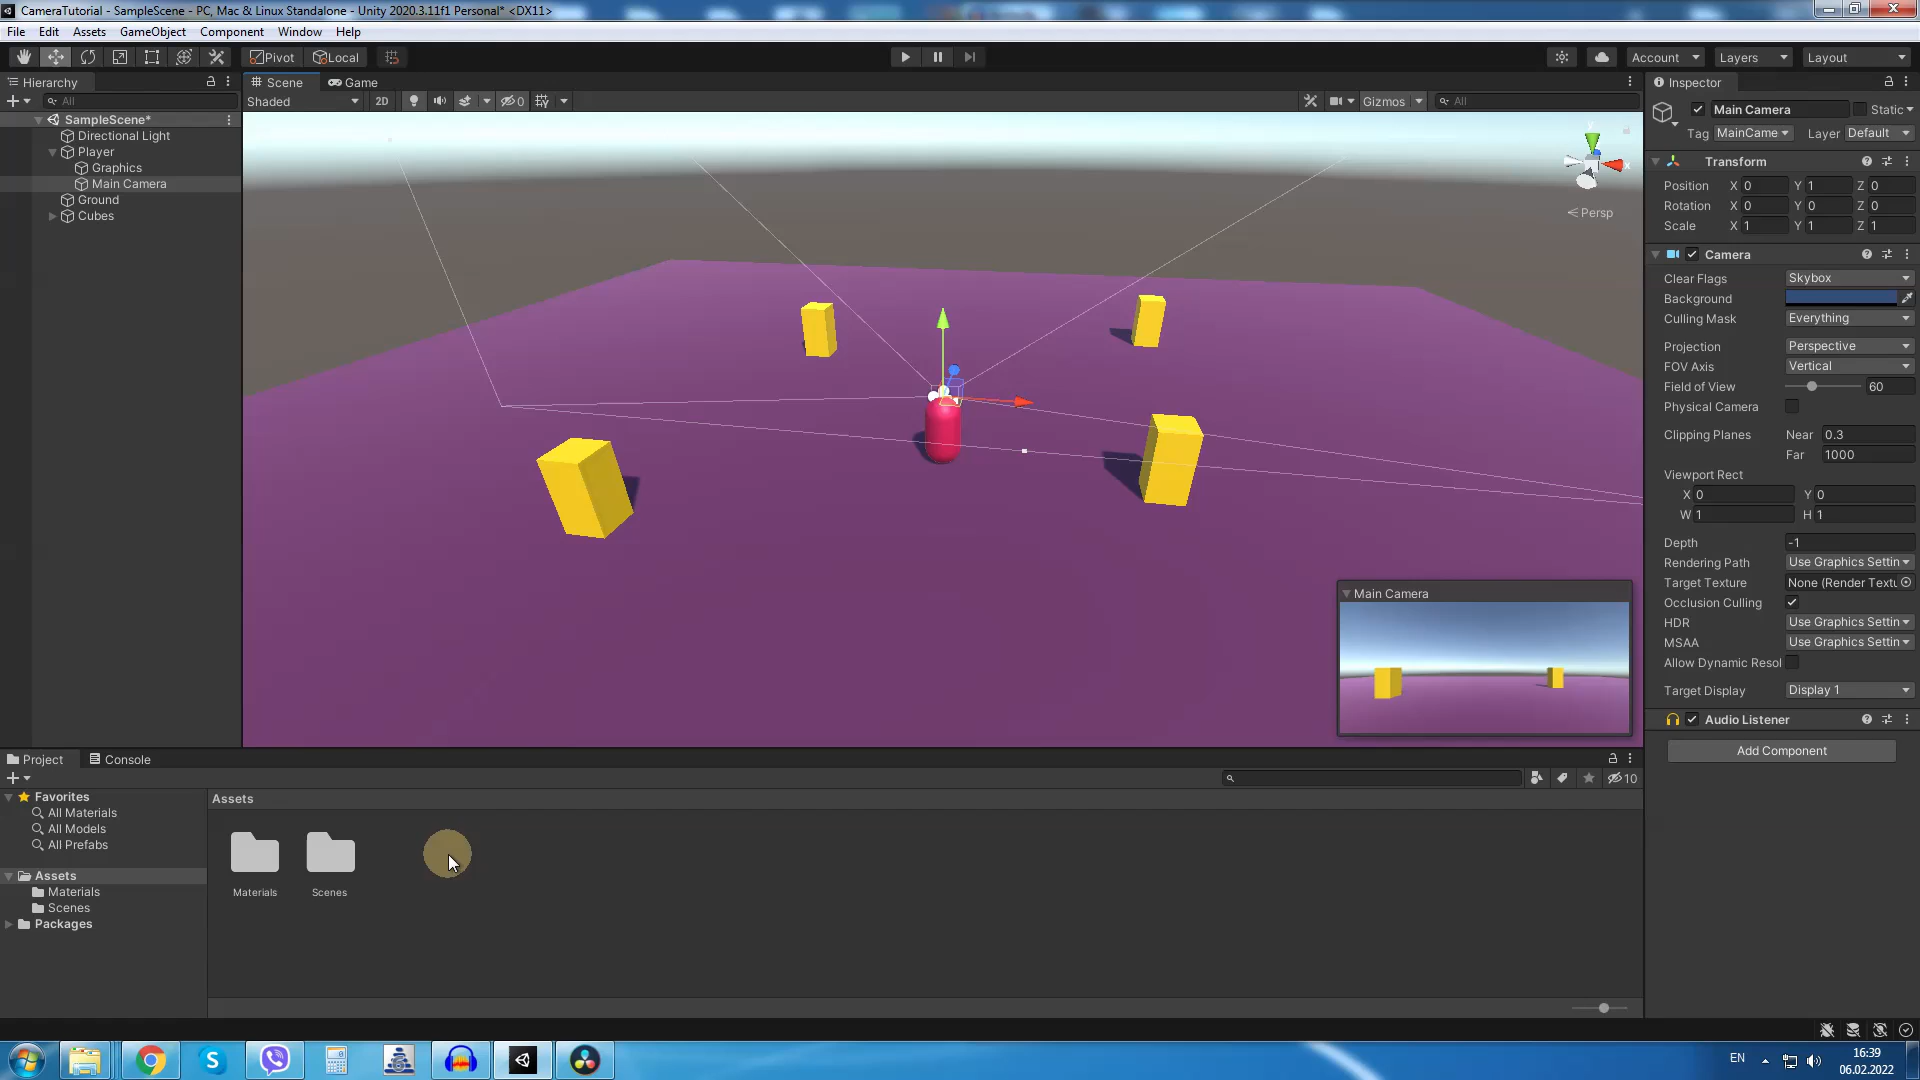 CameraTutorial - SampleScene - PC, Mac & Linux Standalone - Unity 2020.3.11f1 Personal* <DX11>
File Edit Assets GameObject Component Window Help
Pivot Local Account Layers Layout
Hierarchy
All
SampleScene*
Directional Light
Player
Graphics
Main Camera
Ground
Cubes
Scene Game
Shaded 2D 0 Gizmos All
y
x
Persp
Main Camera
Inspector
Main Camera Static
Tag MainCame Layer Default
Transform
Position X 0 Y 1 Z 0
Rotation X 0 Y 0 Z 0
Scale X 1 Y 1 Z 1
Camera
Clear Flags Skybox
Background
Culling Mask Everything
Projection Perspective
FOV Axis Vertical
Field of View 60
Physical Camera
Clipping Planes Near 0.3
Far 1000
Viewport Rect
X 0 Y 0
W 1 H 1
Depth -1
Rendering Path Use Graphics Settin
Target Texture None (Render Textu
Occlusion Culling
HDR Use Graphics Settin
MSAA Use Graphics Settin
Allow Dynamic Resol
Target Display Display 1
Audio Listener
Add Component
Project Console
10
Favorites
All Materials
All Models
All Prefabs
Assets
Materials
Scenes
Packages
Assets
Materials Scenes
EN 16:39
06.02.2022